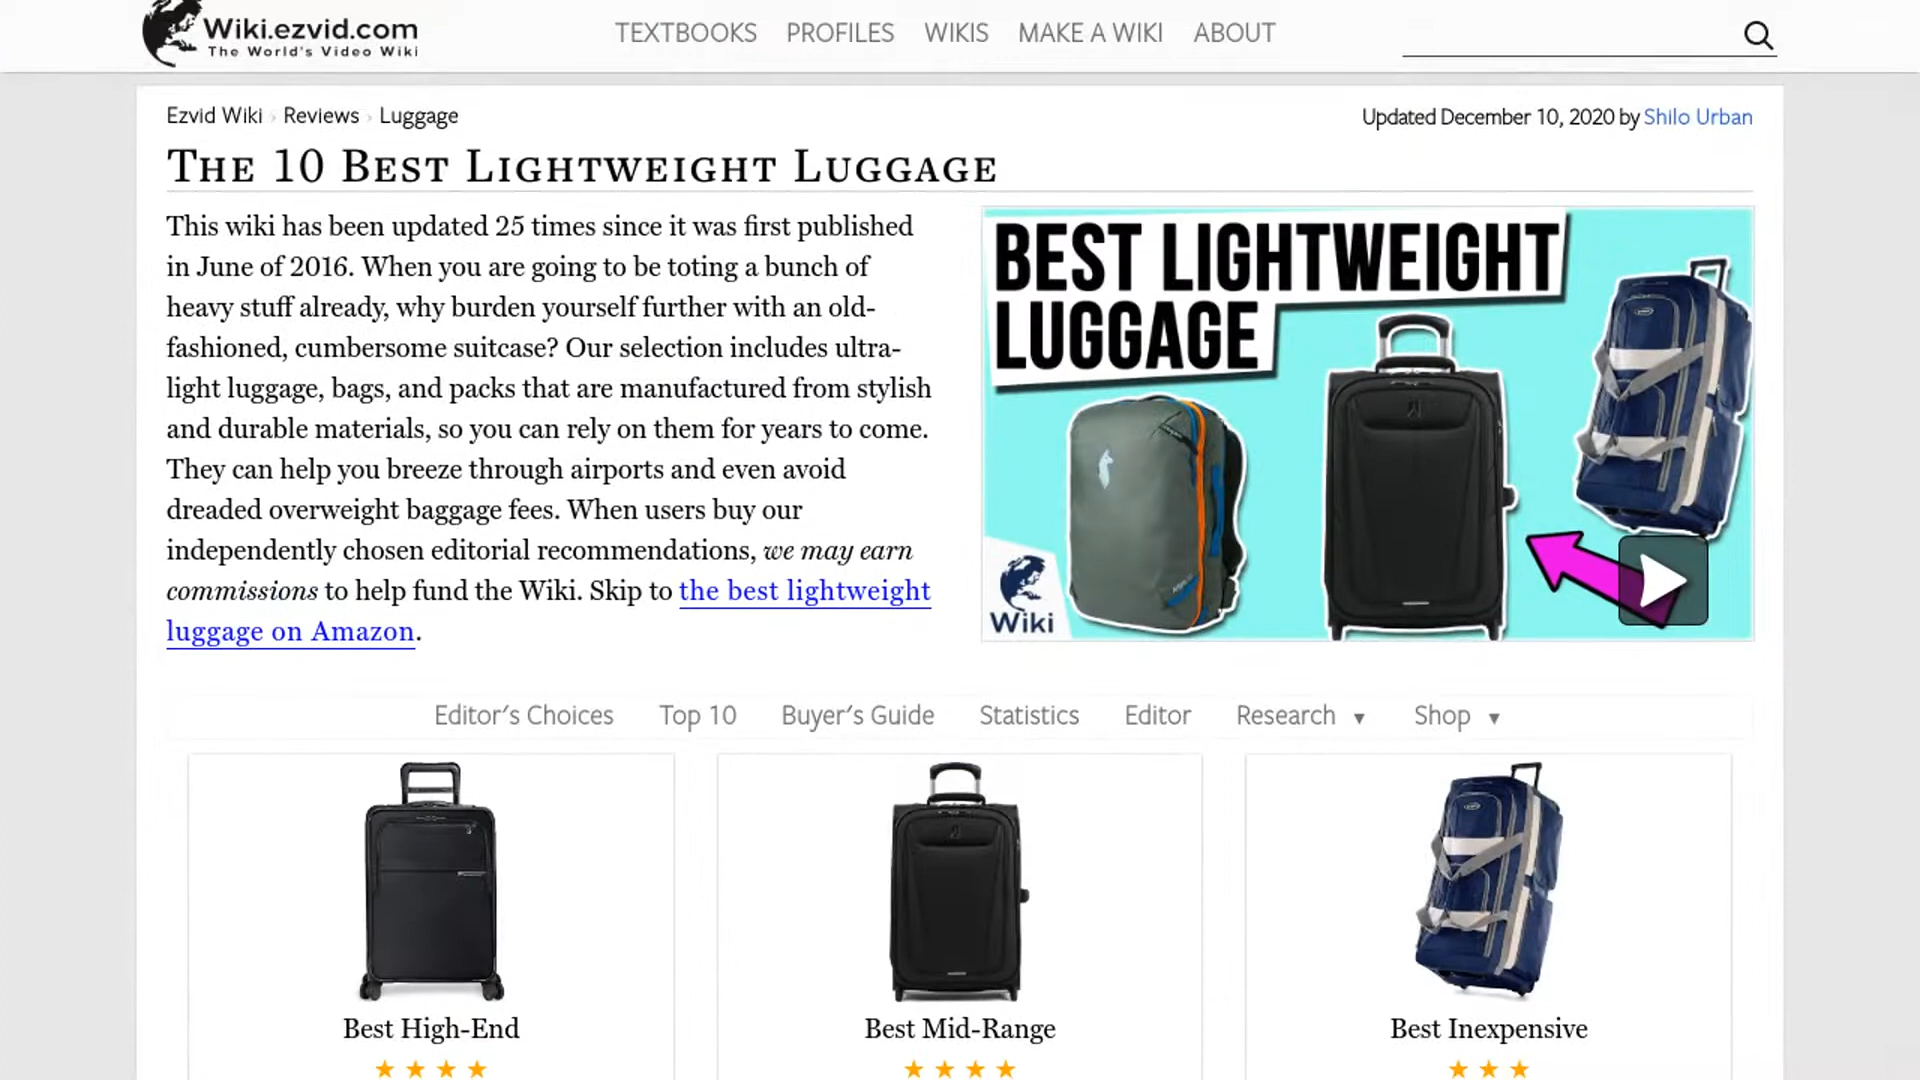 Wiki.ezvid.com
The World's Video Wiki
TEXTBOOKS PROFILES WIKIS MAKE A WIKI ABOUT
Ezvid Wiki › Reviews › Luggage
Updated December 10, 2020 by Shilo Urban
The 10 Best Lightweight Luggage
This wiki has been updated 25 times since it was first published
in June of 2016. When you are going to be toting a bunch of
heavy stuff already, why burden yourself further with an old-
fashioned, cumbersome suitcase? Our selection includes ultra-
light luggage, bags, and packs that are manufactured from stylish
and durable materials, so you can rely on them for years to come.
They can help you breeze through airports and even avoid
dreaded overweight baggage fees. When users buy our
independently chosen editorial recommendations, we may earn
commissions to help fund the Wiki. Skip to the best lightweight
luggage on Amazon.
BEST LIGHTWEIGHT
LUGGAGE
Wiki
Editor's Choices Top 10 Buyer's Guide Statistics Editor Research ▼ Shop ▼
Best High-End
Best Mid-Range
Best Inexpensive